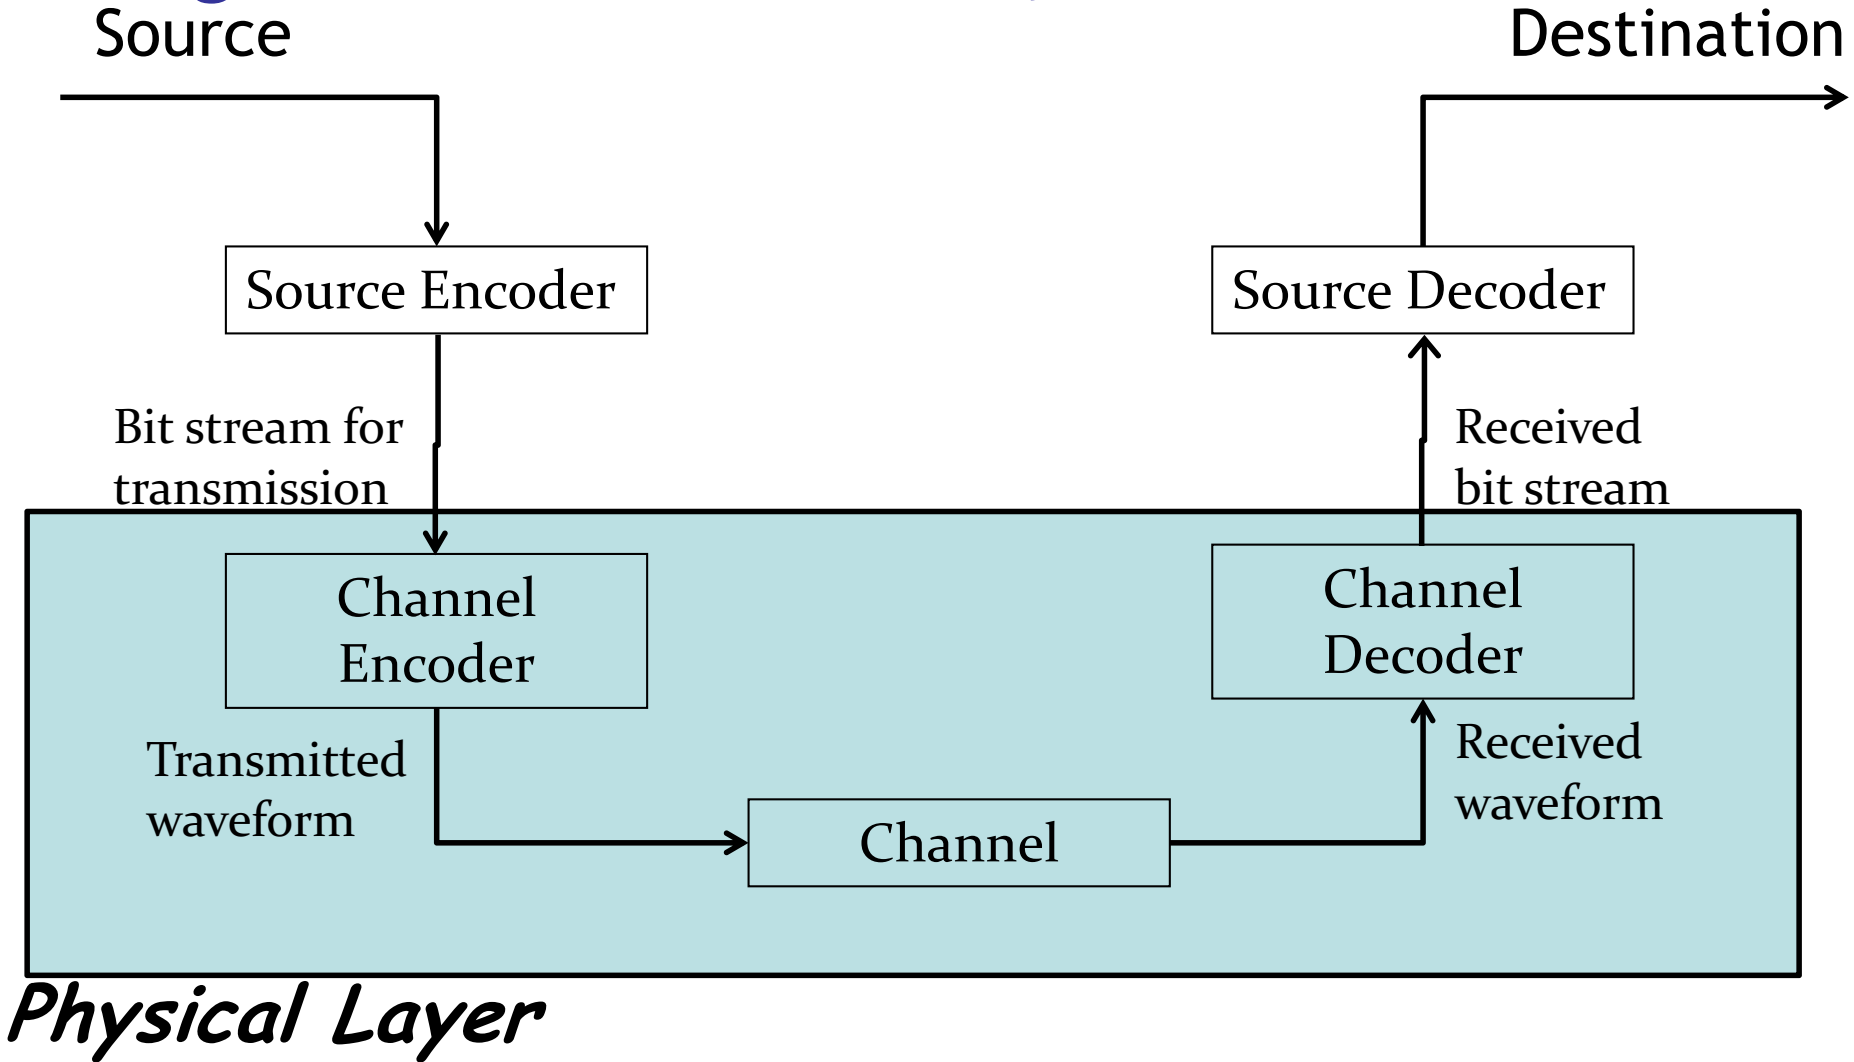 Source
Destination
Source Encoder
Source Decoder
Bit stream for
transmission
Received
bit stream
Channel
Encoder
Channel
Decoder
Transmitted
waveform
Received
waveform
Channel
Physical Layer